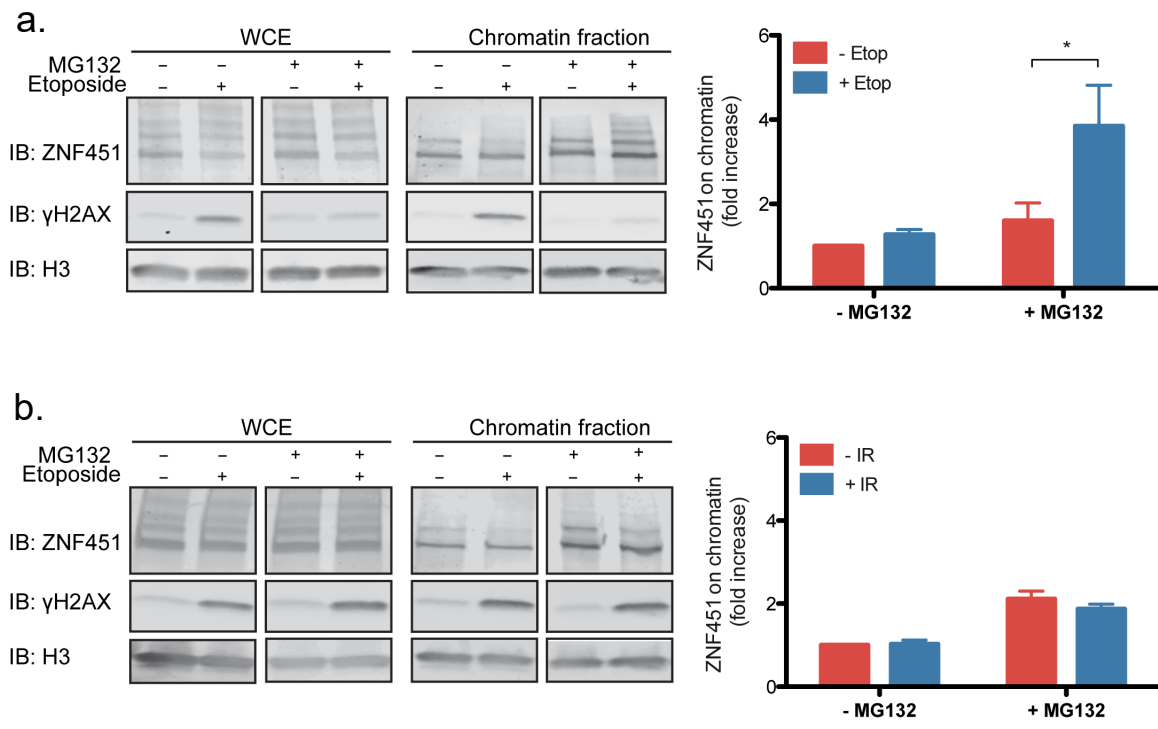 a.
WCE
Chromatin fraction
MG132 – – + + – – + +
Etoposide – + – + – + – +
IB: ZNF451
IB: γH2AX
IB: H3
ZNF451 on chromatin
(fold increase)
6
4
2
0
- Etop
+ Etop
*
- MG132
+ MG132
b.
WCE
Chromatin fraction
MG132 – – + + – – + +
Etoposide – + – + – + – +
IB: ZNF451
IB: γH2AX
IB: H3
ZNF451 on chromatin
(fold increase)
6
4
2
0
- IR
+ IR
- MG132
+ MG132